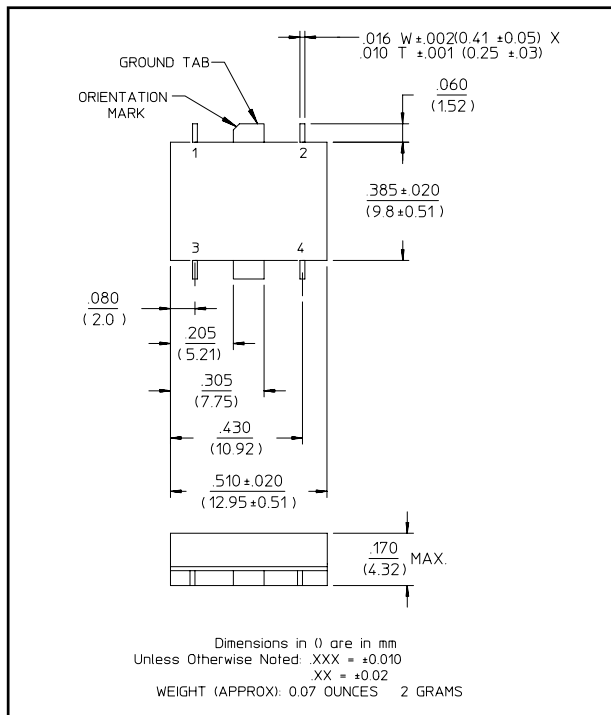 .016 W ±.002(0.41 ±0.05) X
.010 T ±.001 (0.25 ±.03)
GROUND TAB
ORIENTATION
MARK
.060
(1.52)
1
2
.385±.020
(9.8±0.51)
3
4
.080
( 2.0 )
.205
( 5.21)
.305
(7.75)
.430
(10.92 )
.510±.020
(12.95±0.51)
.170
(4.32)
MAX.
Dimensions in () are in mm
Unless Otherwise Noted: .XXX = ±0.010
.XX = ±0.02
WEIGHT (APPROX): 0.07 OUNCES 2 GRAMS